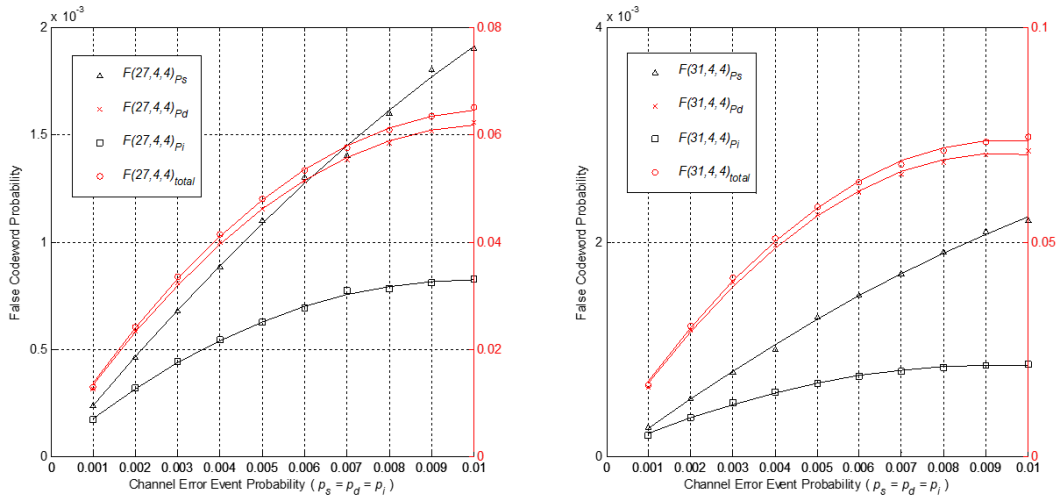 × 10⁻³
2
1.5
1
0.5
0
False Codeword Probability
F(27,4,4)Ps
F(27,4,4)Pd
F(27,4,4)Pi
F(27,4,4)total
0.08
0.06
0.04
0.02
0
0 0.001 0.002 0.003 0.004 0.005 0.006 0.007 0.008 0.009 0.01
Channel Error Event Probability ( ps = pd = pi )
× 10⁻³
4
2
0
False Codeword Probability
F(31,4,4)Ps
F(31,4,4)Pd
F(31,4,4)Pi
F(31,4,4)total
0.1
0.05
0
0 0.001 0.002 0.003 0.004 0.005 0.006 0.007 0.008 0.009 0.01
Channel Error Event Probability ( ps = pd = pi )